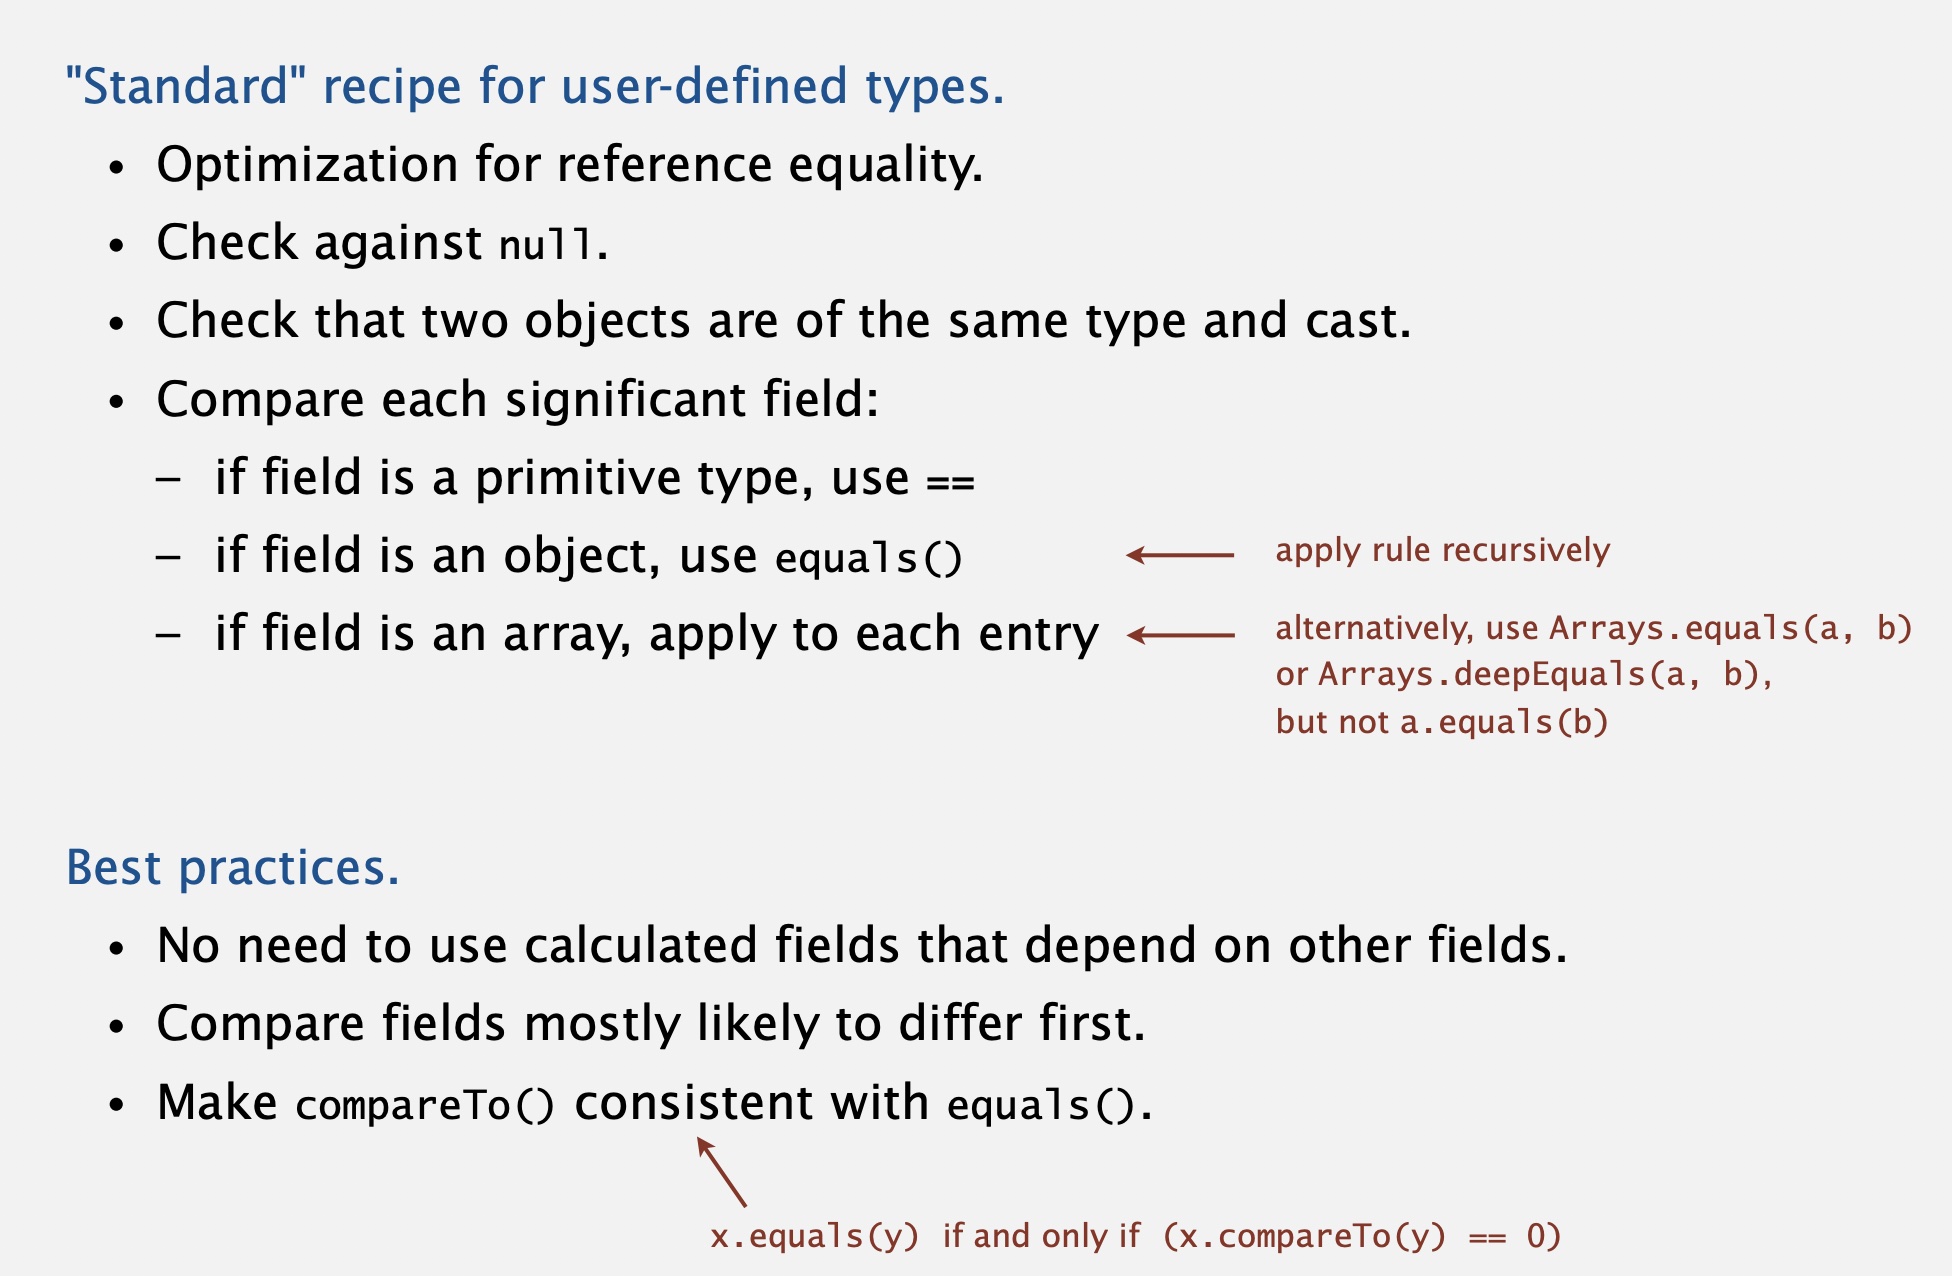 "Standard" recipe for user-defined types.
• Optimization for reference equality.
• Check against null.
• Check that two objects are of the same type and cast.
• Compare each significant field:
– if field is a primitive type, use ==
– if field is an object, use equals()
apply rule recursively
– if field is an array, apply to each entry
alternatively, use Arrays.equals(a, b)
or Arrays.deepEquals(a, b),
but not a.equals(b)
Best practices.
• No need to use calculated fields that depend on other fields.
• Compare fields mostly likely to differ first.
• Make compareTo() consistent with equals().
x.equals(y) if and only if (x.compareTo(y) == 0)